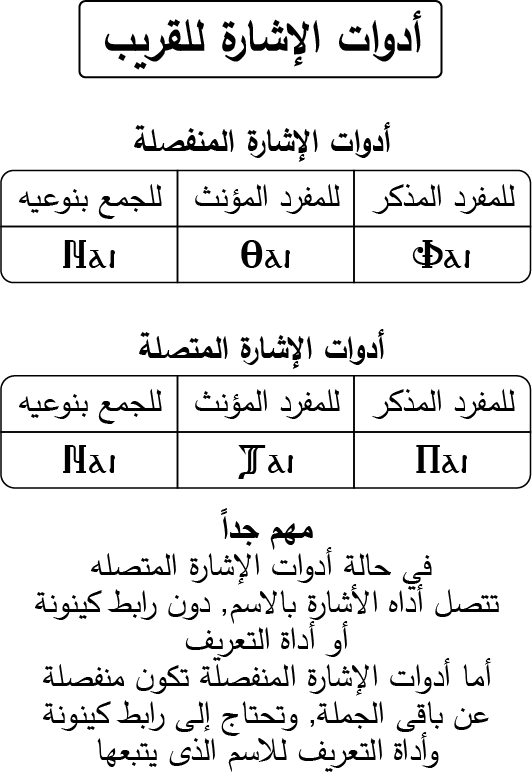 أدوات الإشارة للقريب
أدوات الإشارة المنفصلة
للمفرد المذكر للمفرد المؤنث للجمع بنوعيه
Ⲫⲁⲓ Ⲑⲁⲓ Ⲛⲁⲓ
أدوات الإشارة المتصلة
للمفرد المذكر للمفرد المؤنث للجمع بنوعيه
Ⲡⲁⲓ Ⲧⲁⲓ Ⲛⲁⲓ
مهم جداً
في حالة أدوات الإشارة المتصله
تتصل أداه الأشارة بالاسم, دون رابط كينونة
أو أداة التعريف
أما أدوات الإشارة المنفصلة تكون منفصلة
عن باقى الجملة, وتحتاج إلى رابط كينونة
وأداة التعريف للاسم الذى يتبعها